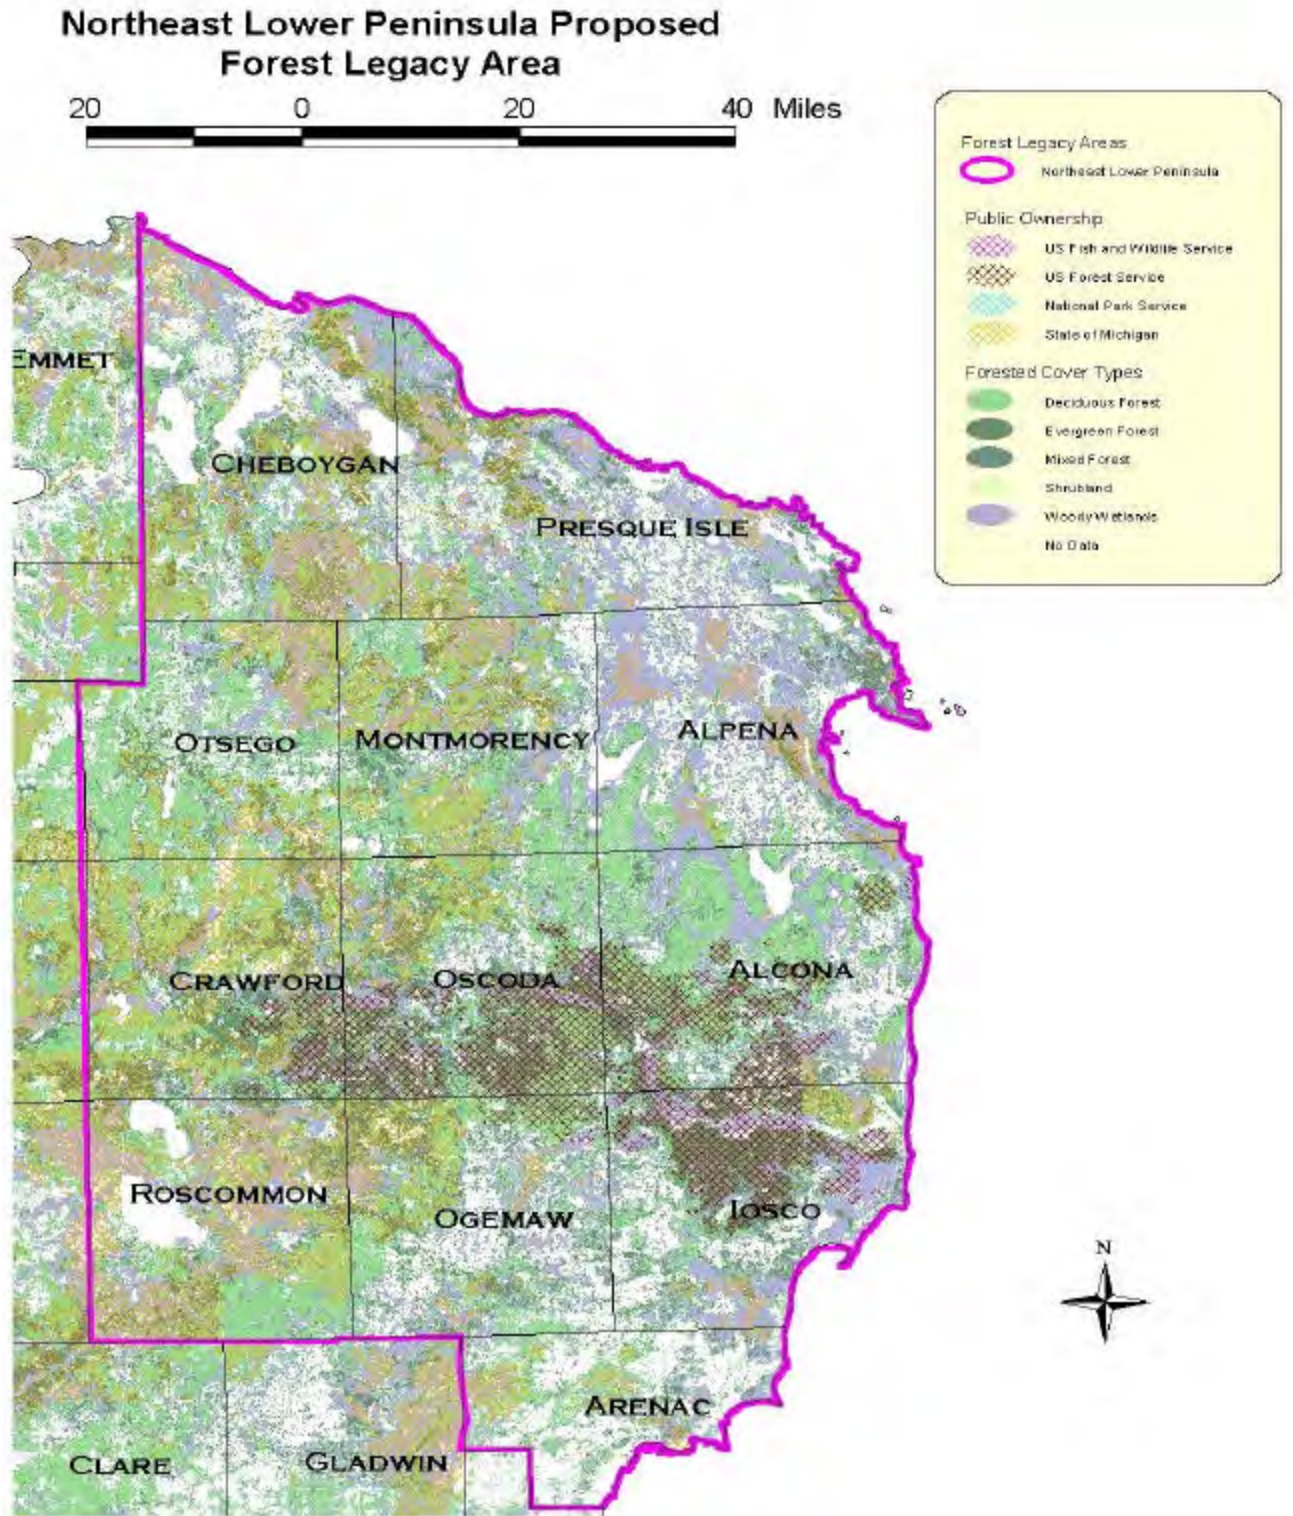 Northeast Lower Peninsula Proposed
Forest Legacy Area
20 0 20 40 Miles
Forest Legacy Areas
Northeast Lower Peninsula
Public Ownership
US Fish and Wildlife Service
US Forest Service
National Park Service
State of Michigan
Forested Cover Types
Deciduous Forest
Evergreen Forest
Mixed Forest
Shrubland
Woody Wetlands
No Data
EMMET
CHEBOYGAN
PRESQUE ISLE
OTSEGO
MONTMORENCY
ALPENA
CRAWFORD
OSCODA
ALCONA
ROSCOMMON
OGEMAW
IOSCO
N
ARENAC
CLARE
GLADWIN